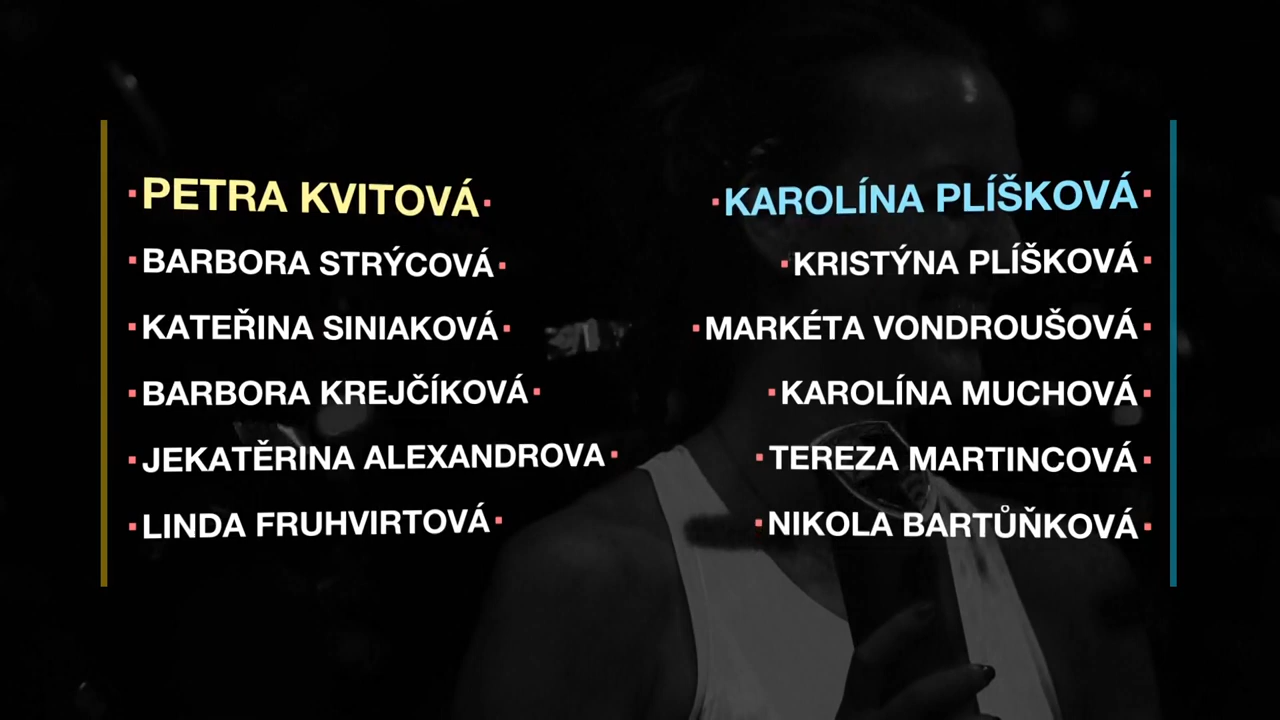 PETRA KVITOVÁ
BARBORA STRÝCOVÁ
KATEŘINA SINIAKOVÁ
BARBORA KREJČÍKOVÁ
JEKATĚRINA ALEXANDROVA
LINDA FRUHVIRTOVÁ
KAROLÍNA PLÍŠKOVÁ
KRISTÝNA PLÍŠKOVÁ
MARKÉTA VONDROUŠOVÁ
KAROLÍNA MUCHOVÁ
TEREZA MARTINCOVÁ
NIKOLA BARTŮŇKOVÁ